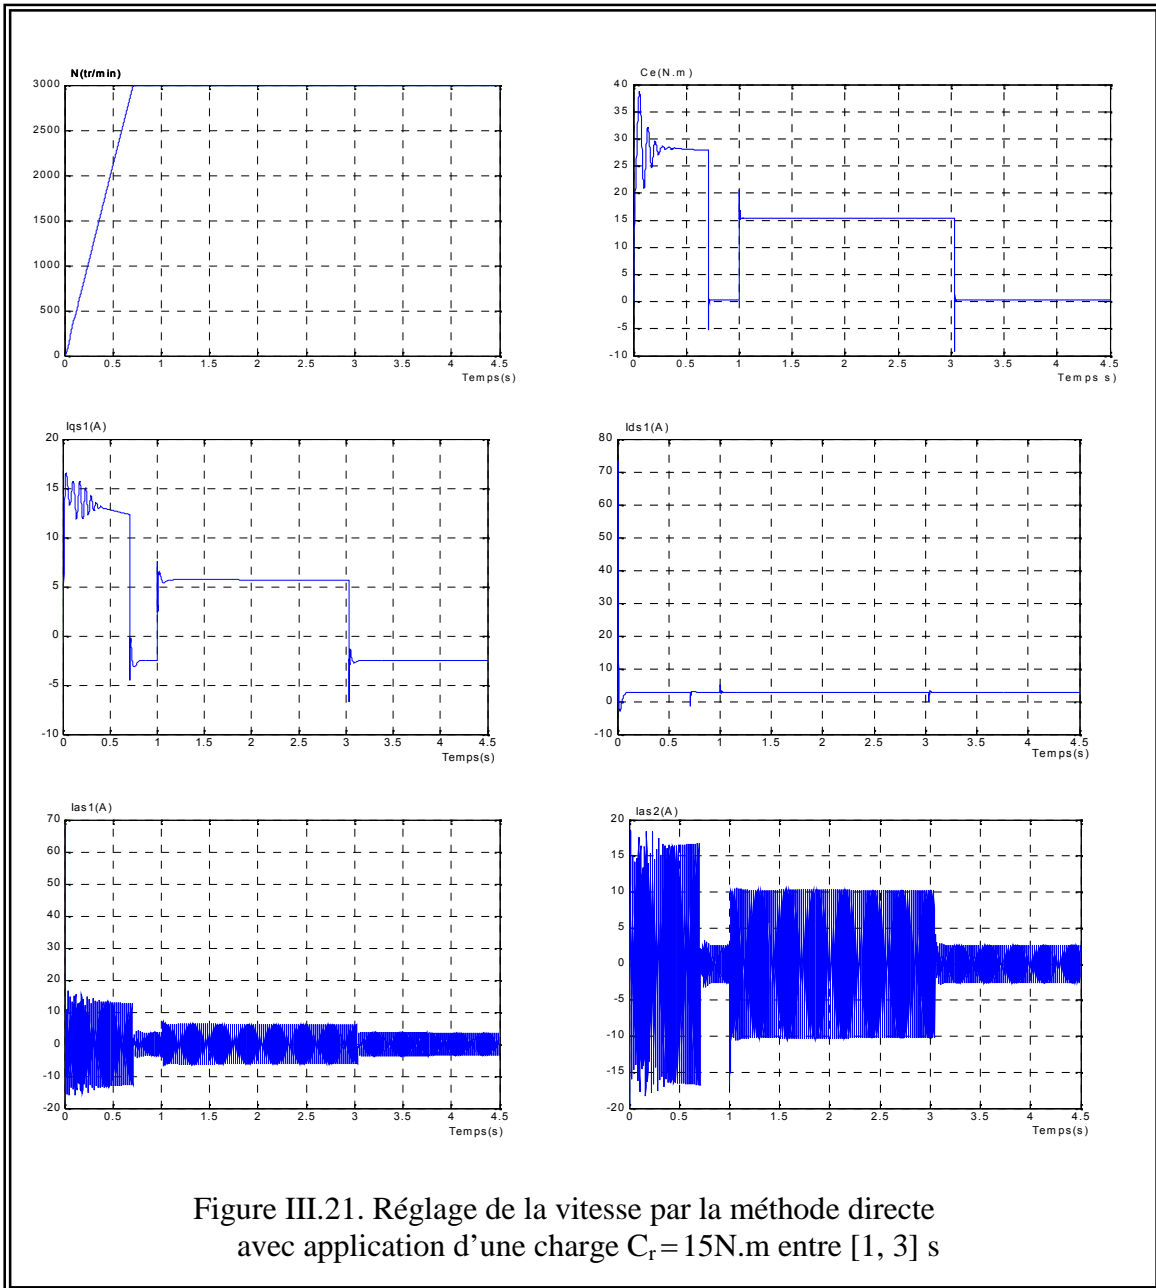 N(tr/min)
3000
2500
2000
1500
1000
500
0
0 0.5 1 1.5 2 2.5 3 3.5 4 4.5
Temps(s)
Ce(N.m)
40
35
30
25
20
15
10
5
0
-5
-10
0 0.5 1 1.5 2 2.5 3 3.5 4 4.5
Temps s)
Iqs1(A)
20
15
10
5
0
-5
-10
0 0.5 1 1.5 2 2.5 3 3.5 4 4.5
Temps(s)
Ids1(A)
80
70
60
50
40
30
20
10
0
-10
0 0.5 1 1.5 2 2.5 3 3.5 4 4.5
Temps(s)
Ias1(A)
70
60
50
40
30
20
10
0
-10
-20
0 0.5 1 1.5 2 2.5 3 3.5 4 4.5
Temps(s)
Ias2(A)
20
15
10
5
0
-5
-10
-15
-20
0 0.5 1 1.5 2 2.5 3 3.5 4 4.5
Temps(s)
Figure III.21. Réglage de la vitesse par la méthode directe
avec application d’une charge Cr=15N.m entre [1, 3] s